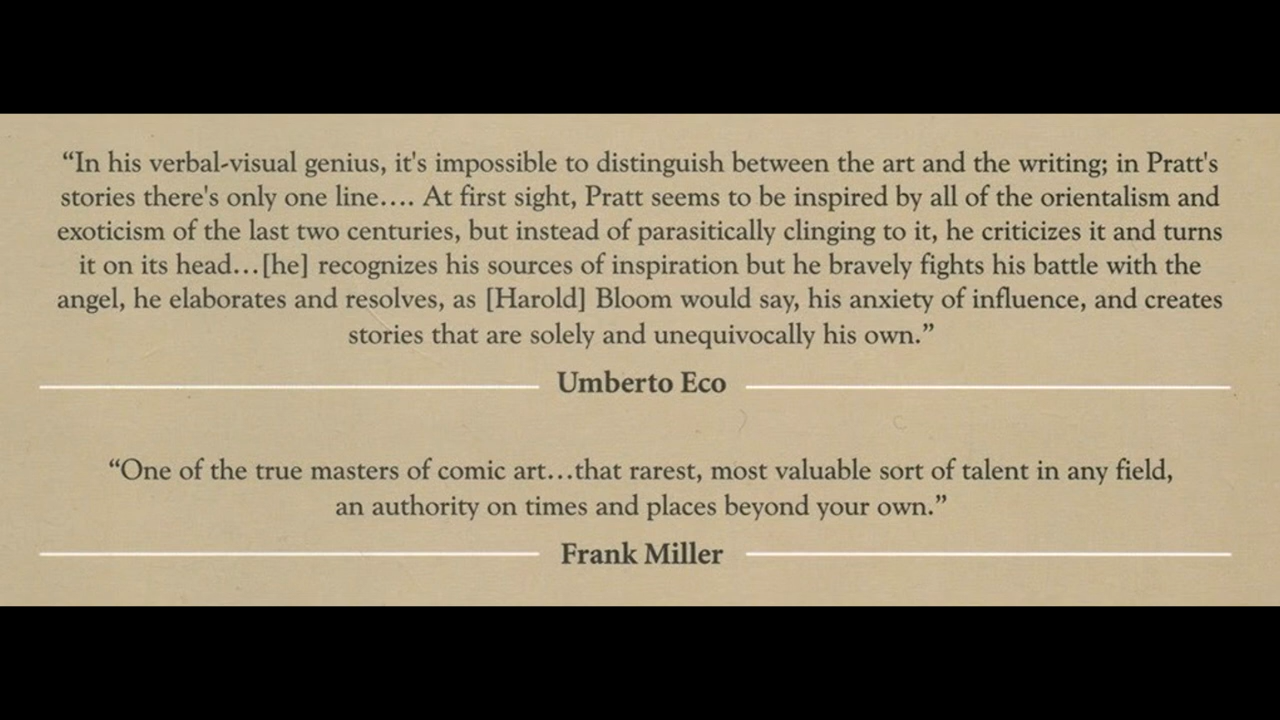 “In his verbal-visual genius, it's impossible to distinguish between the art and the writing; in Pratt's
stories there's only one line…. At first sight, Pratt seems to be inspired by all of the orientalism and
exoticism of the last two centuries, but instead of parasitically clinging to it, he criticizes it and turns
it on its head…[he] recognizes his sources of inspiration but he bravely fights his battle with the
angel, he elaborates and resolves, as [Harold] Bloom would say, his anxiety of influence, and creates
stories that are solely and unequivocally his own.”
Umberto Eco
“One of the true masters of comic art…that rarest, most valuable sort of talent in any field,
an authority on times and places beyond your own.”
Frank Miller